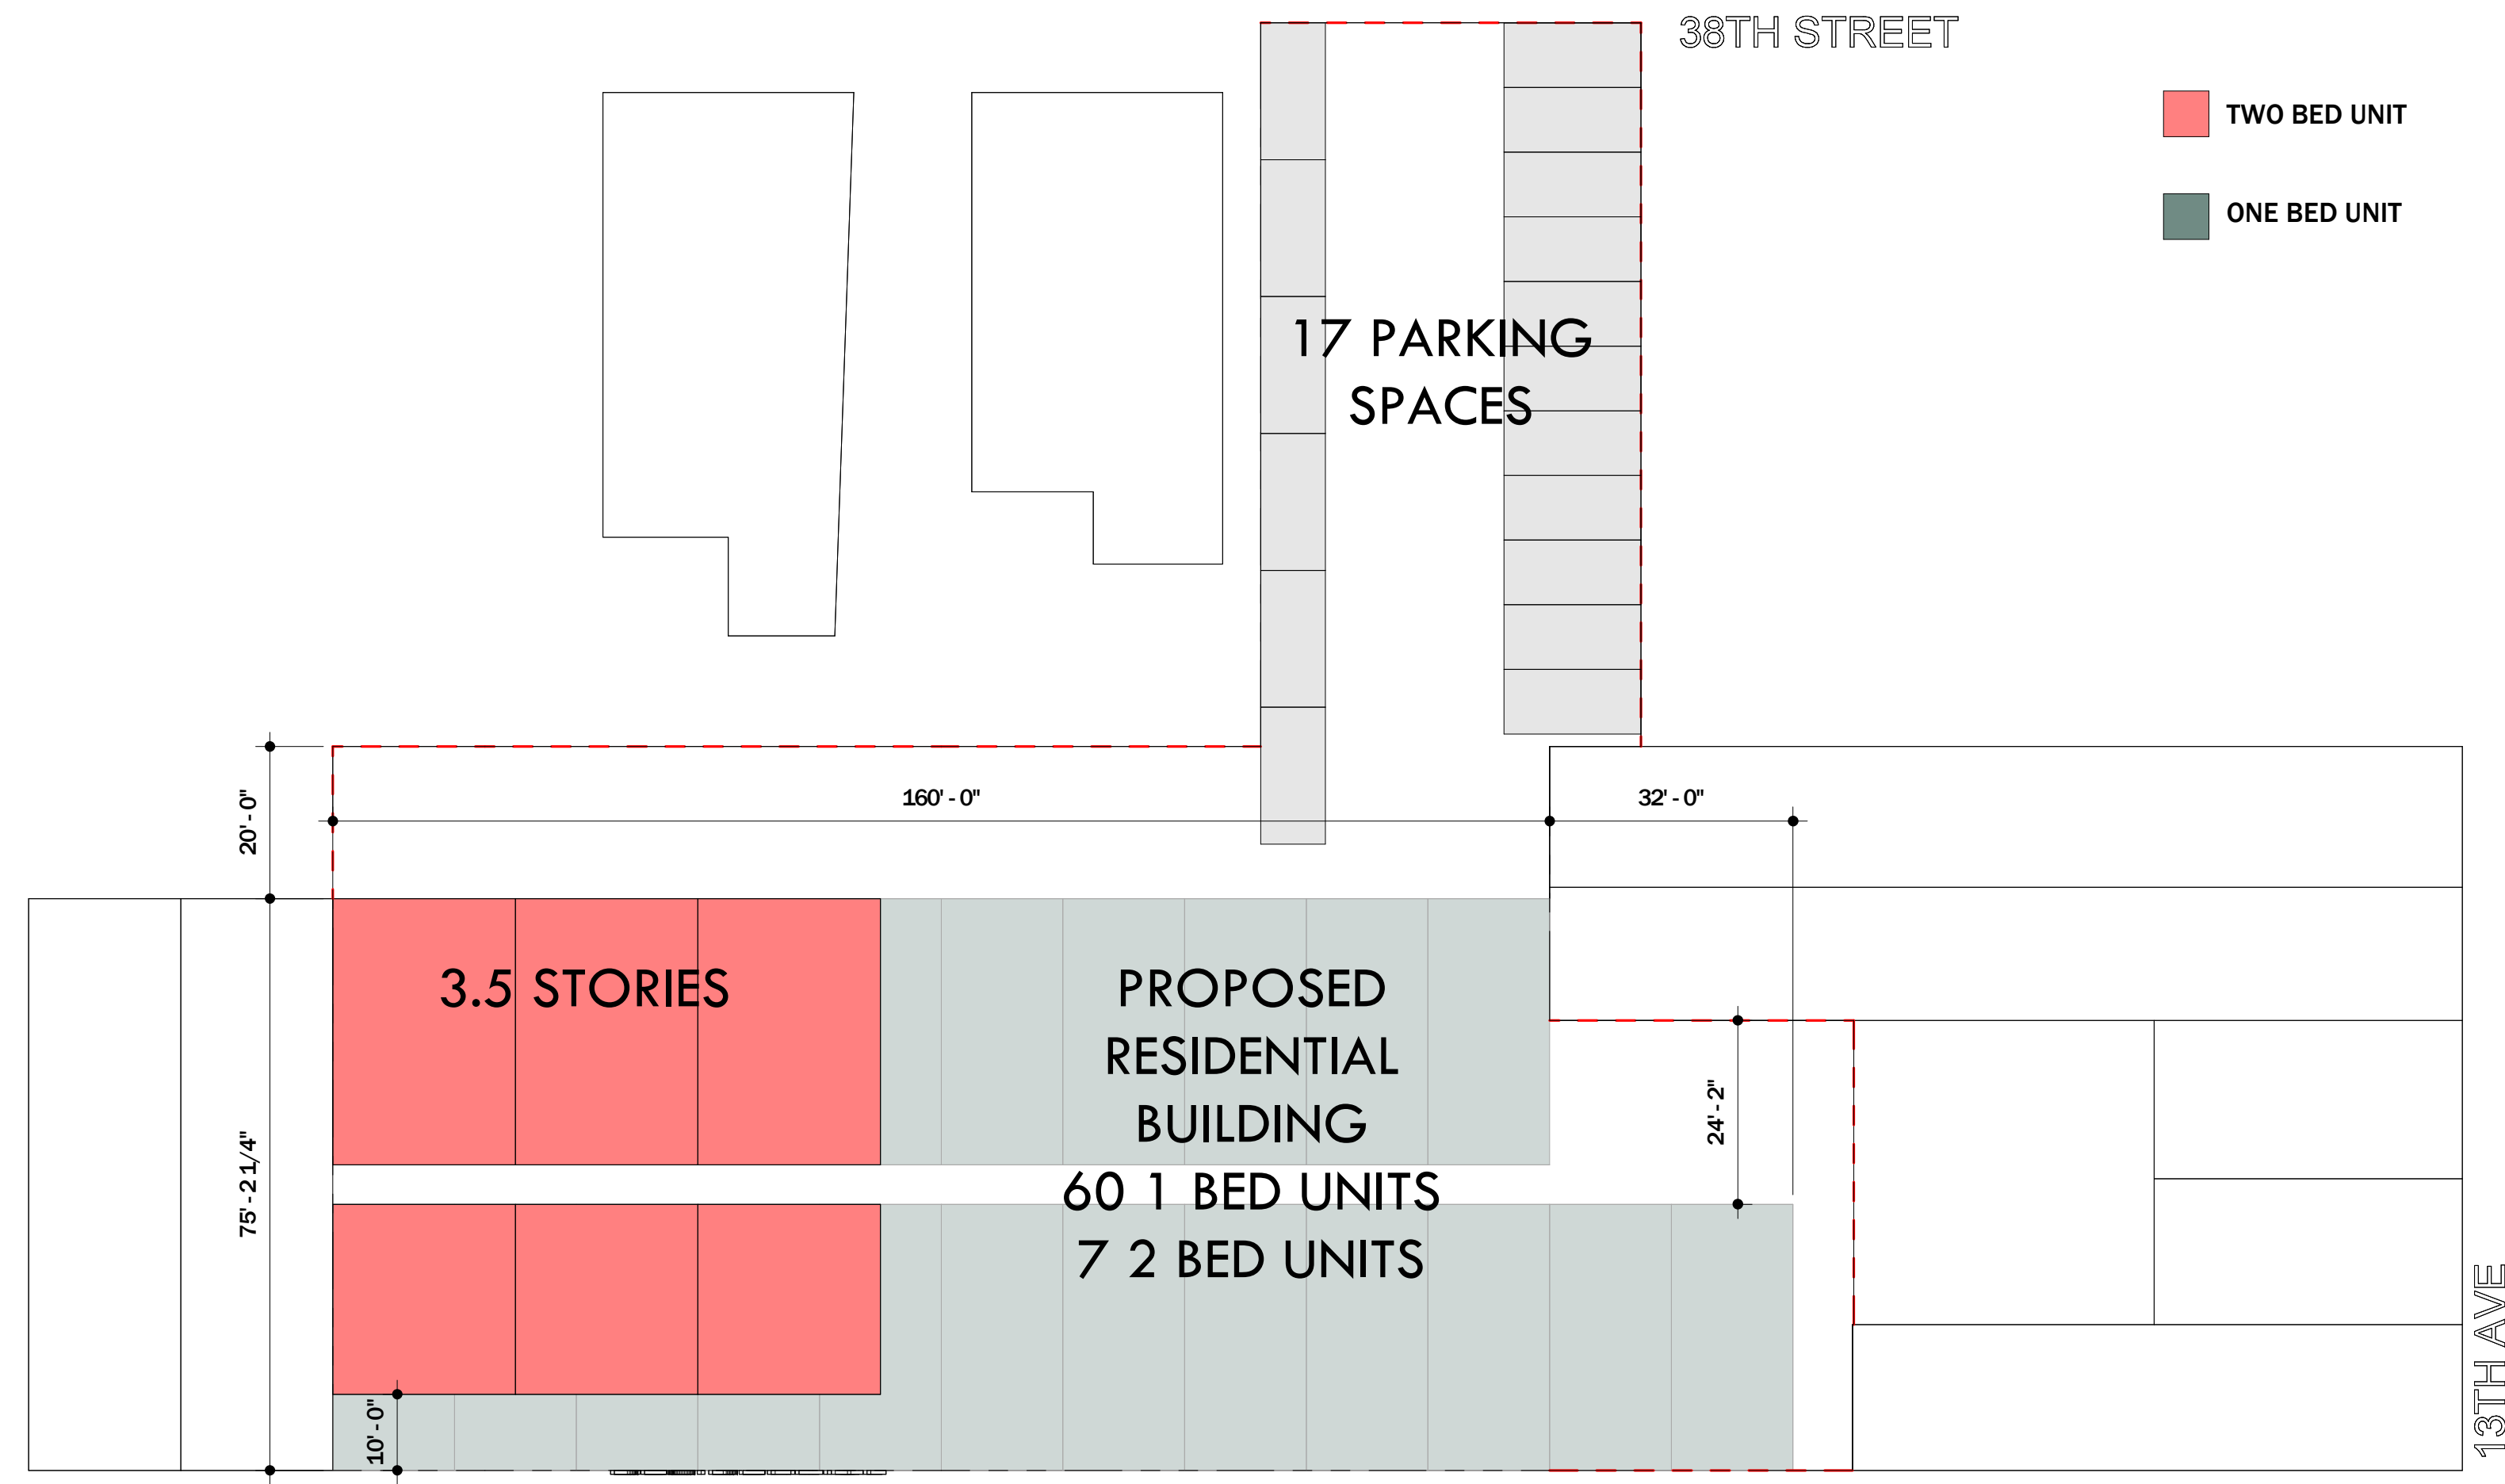 38TH STREET
TWO BED UNIT
ONE BED UNIT
17 PARKING
SPACES
160' - 0"
32' - 0"
20' - 0"
3.5 STORIES
PROPOSED
RESIDENTIAL
BUILDING
60 1 BED UNITS
7 2 BED UNITS
24' - 2"
75' - 2 1/4"
10' - 0"
13TH AVE